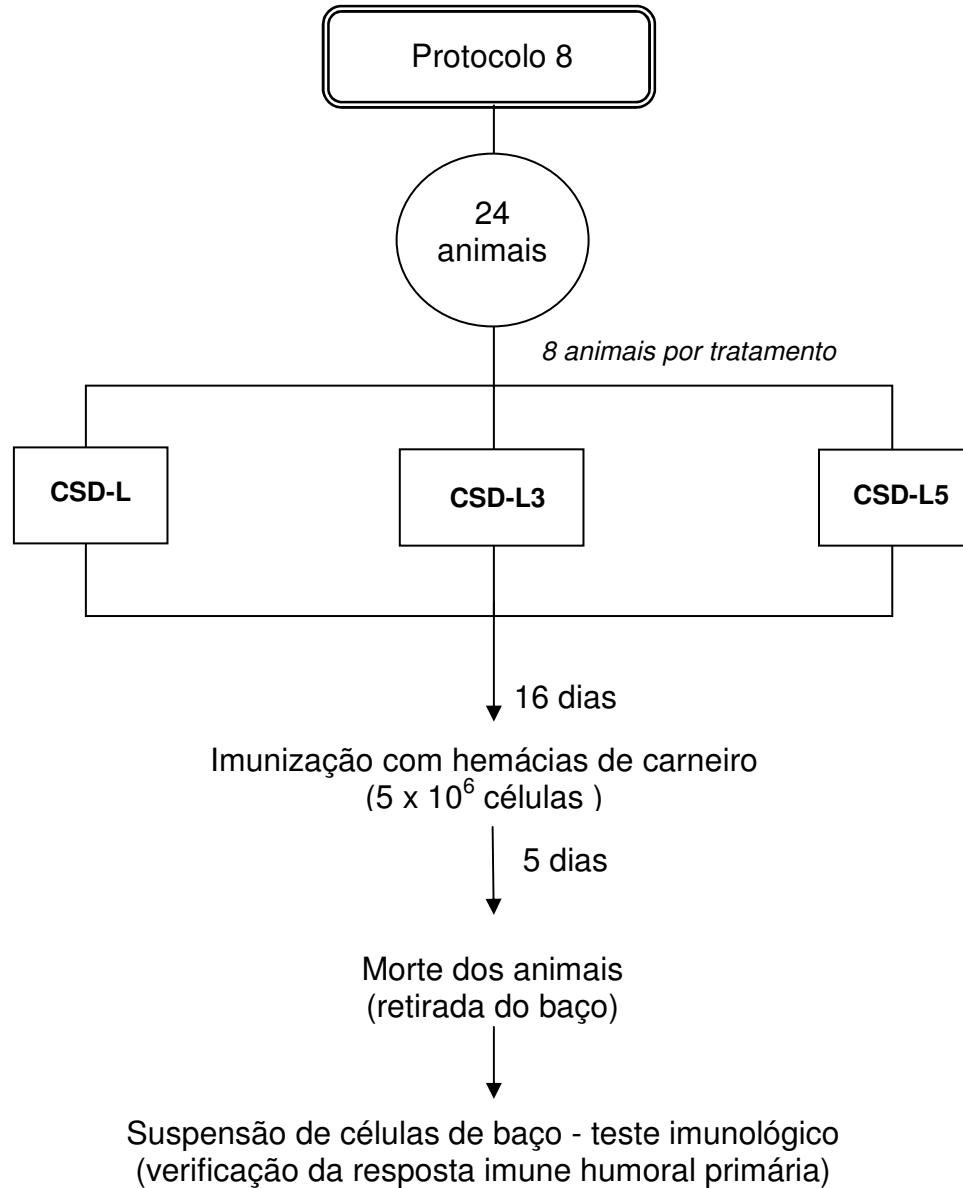 Protocolo 8
24
animais
8 animais por tratamento
CSD-L
CSD-L3
CSD-L5
16 dias
Imunização com hemácias de carneiro
(5 x 10⁶ células )
5 dias
Morte dos animais
(retirada do baço)
Suspensão de células de baço - teste imunológico
(verificação da resposta imune humoral primária)